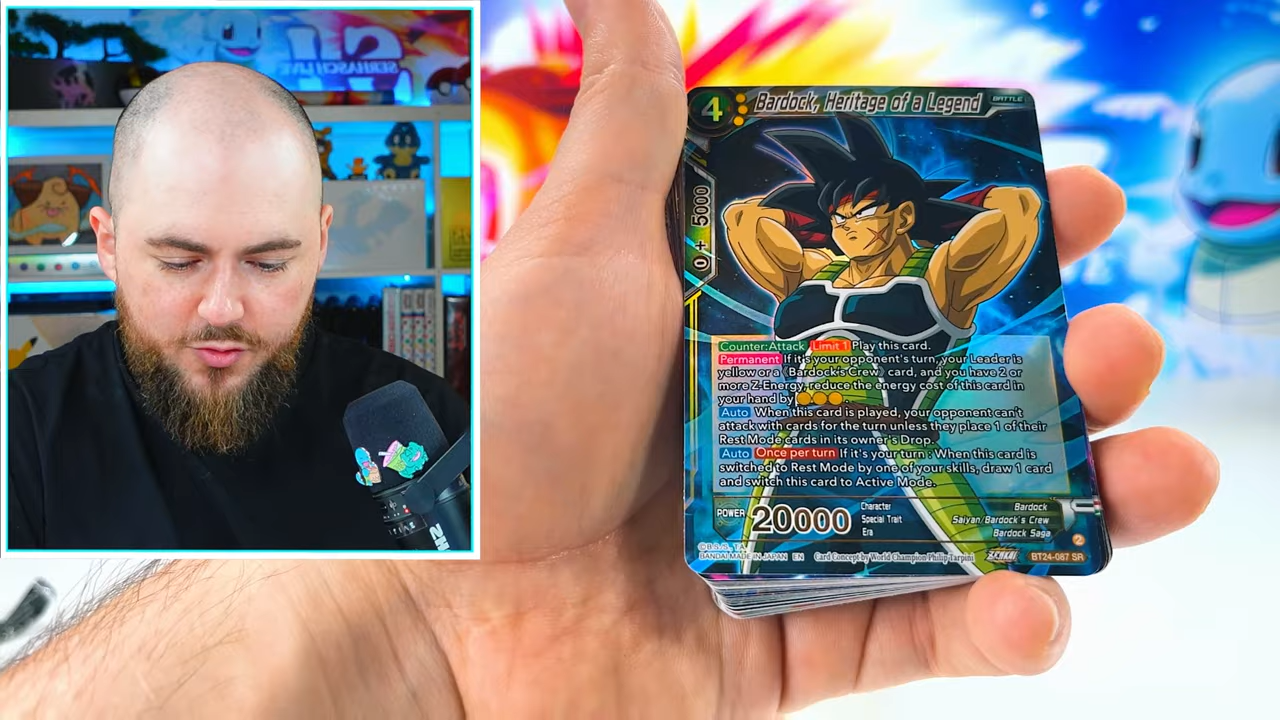 4
Bardock, Heritage of a Legend
BATTLE
0 + 5000
Counter:Attack Limit 1 Play this card.
Permanent If it's your opponent's turn, your Leader is
yellow or a 《Bardock's Crew》 card, and you have 2 or
more Z-Energy, reduce the energy cost of this card in
your hand by
Auto When this card is played, your opponent can't
attack with cards for the turn unless they place 1 of their
Rest Mode cards in its owner's Drop.
Auto Once per turn If it's your turn : When this card is
switched to Rest Mode by one of your skills, draw 1 card
and switch this card to Active Mode.
POWER 20000
Character Bardock
Special Trait Saiyan/Bardock's Crew
Era Bardock Saga
2
BANDAI MADE IN JAPAN EN
Card Concept by World Champion Philip Tarpini
BT24-087 SR